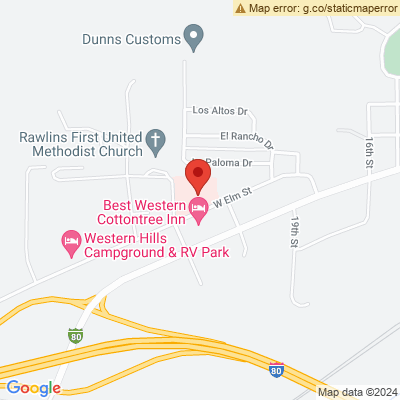 Map error: g.co/staticmaperror
Dunns Customs
Los Altos Dr
El Rancho Dr
Rawlins First United
Methodist Church
La Paloma Dr
16th St
W Elm St
Best Western
Cottontree Inn
19th St
Western Hills
Campground & RV Park
80
80
Google
Map data ©2024